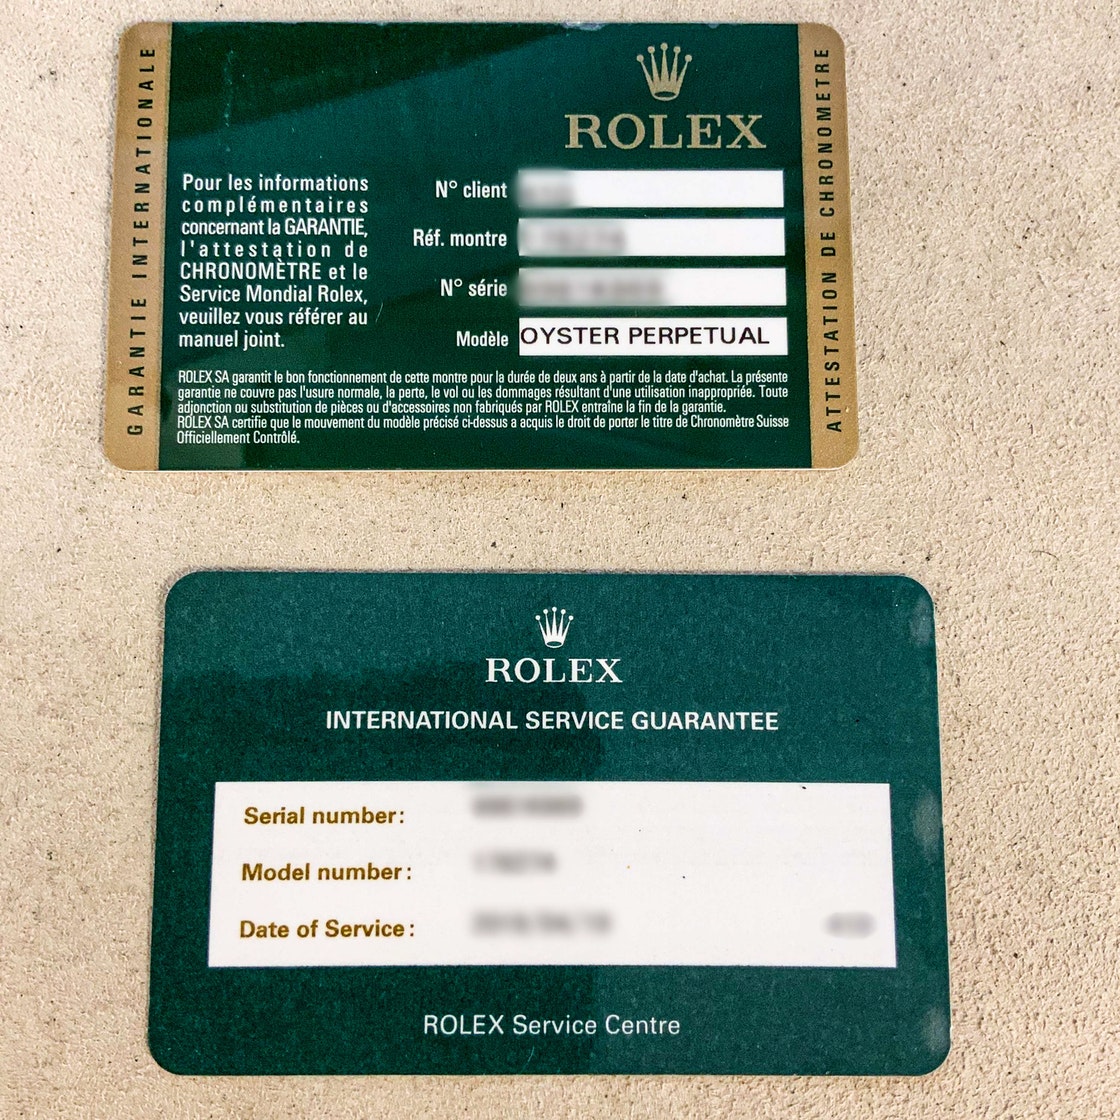 GARANTIE INTERNATIONALE
ROLEX
Pour les informations
complémentaires
concernant la GARANTIE,
l'attestation de
CHRONOMÈTRE et le
Service Mondial Rolex,
veuillez vous référer au
manuel joint.
N° client
Réf. montre
N° série
Modèle OYSTER PERPETUAL
ROLEX SA garantit le bon fonctionnement de cette montre pour la durée de deux ans à partir de la date d'achat. La présente
garantie ne couvre pas l'usure normale, la perte, le vol ou les dommages résultant d'une utilisation inappropriée. Toute
adjonction ou substitution de pièces ou d'accessoires non fabriqués par ROLEX entraîne la fin de la garantie.
ROLEX SA certifie que le mouvement du modèle précisé ci-dessus a acquis le droit de porter le titre de Chronomètre Suisse
Officiellement Contrôlé.
ATTESTATION DE CHRONOMETRE
ROLEX
INTERNATIONAL SERVICE GUARANTEE
Serial number:
Model number:
Date of Service:
ROLEX Service Centre